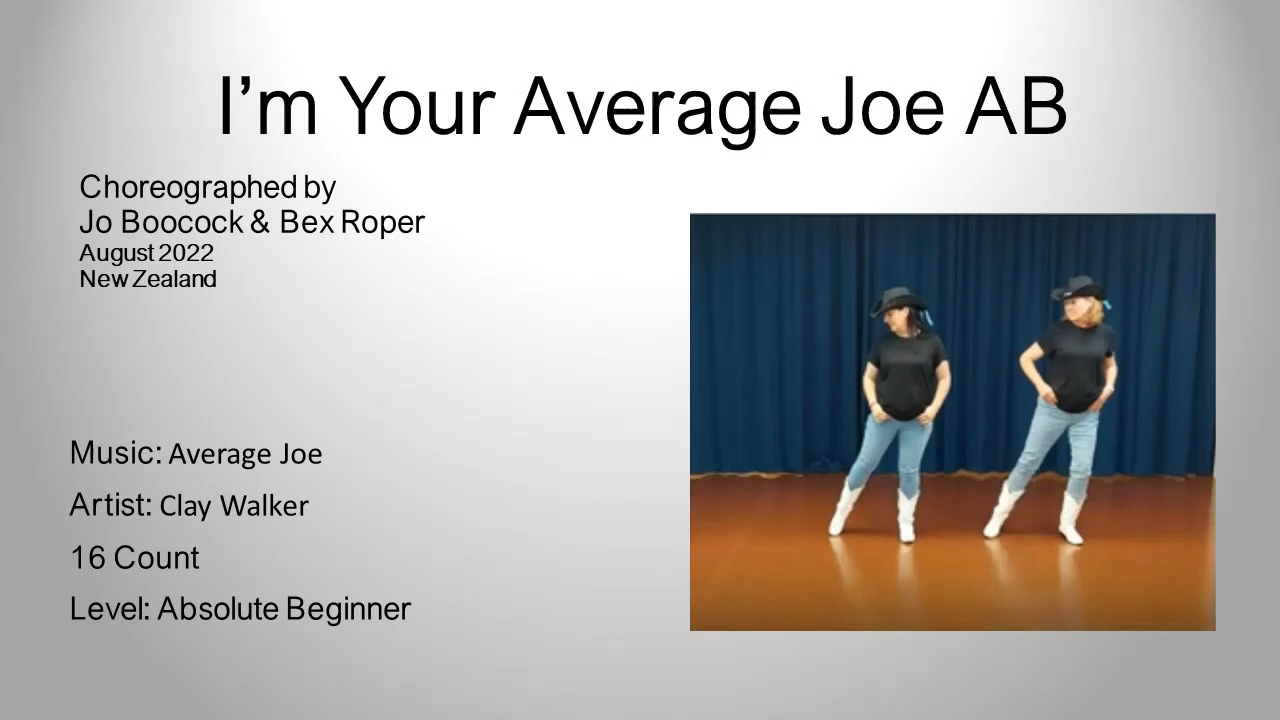 I’m Your Average Joe AB
Choreographed by
Jo Boocock & Bex Roper
August 2022
New Zealand
Music: Average Joe
Artist: Clay Walker
16 Count
Level: Absolute Beginner